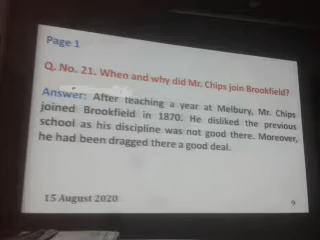 Page 1
Q. No. 21. When and why did Mr. Chips join Brookfield?
Answer: After teaching a year at Melbury, Mr. Chips
joined Brookfield in 1870. He disliked the previous
school as his discipline was not good there. Moreover,
he had been dragged there a good deal.
15 August 2020
9